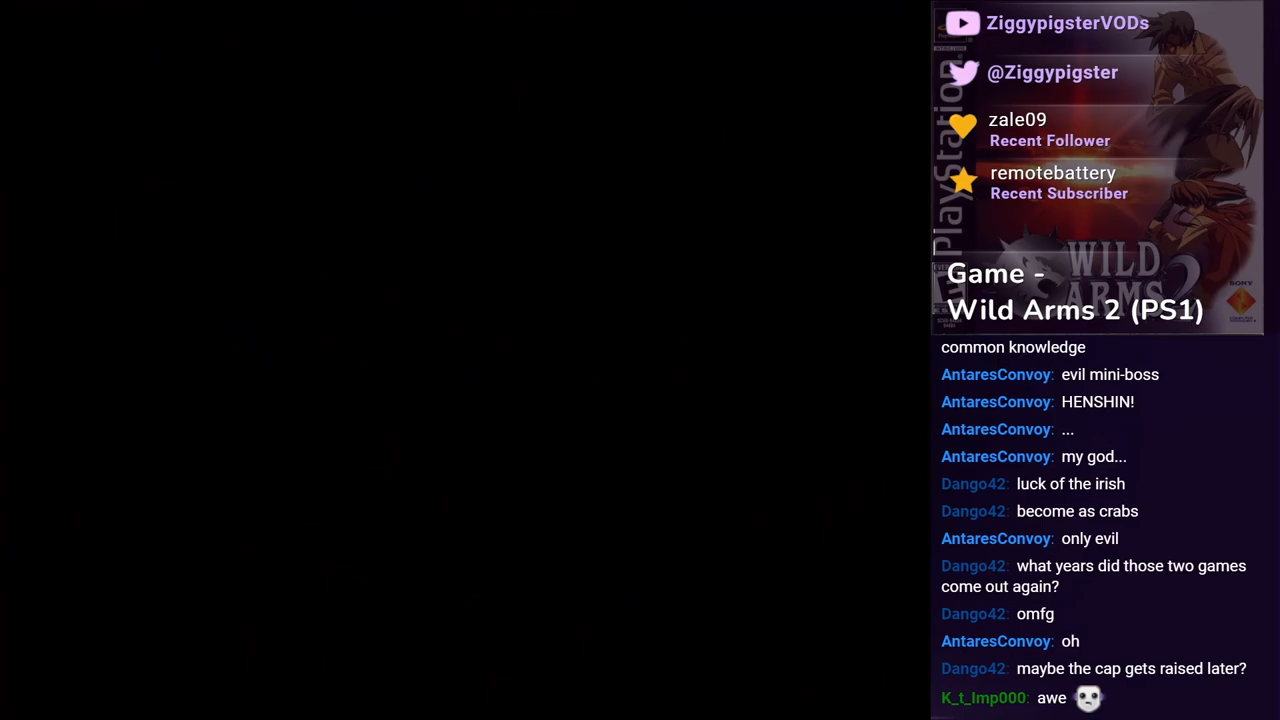 ZiggypigsterVODs
@Ziggypigster
zale09
Recent Follower
remotebattery
Recent Subscriber
PlayStation
WILD
ARMS 2
SONY
Game -
Wild Arms 2 (PS1)
common knowledge
AntaresConvoy: evil mini-boss
AntaresConvoy: HENSHIN!
AntaresConvoy: ...
AntaresConvoy: my god...
Dango42: luck of the irish
Dango42: become as crabs
AntaresConvoy: only evil
Dango42: what years did those two games
come out again?
Dango42: omfg
AntaresConvoy: oh
Dango42: maybe the cap gets raised later?
K_t_Imp000: awe